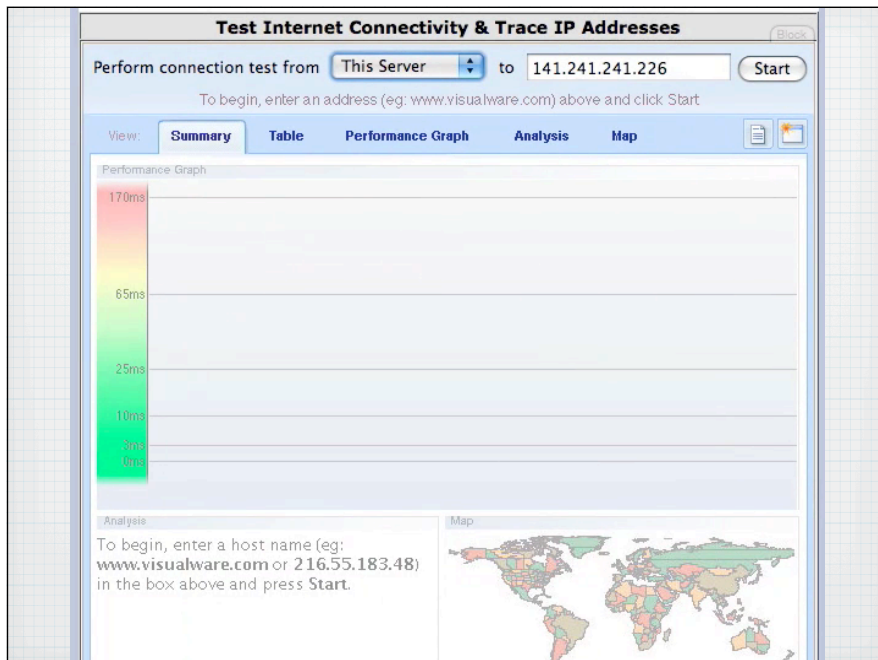 Test Internet Connectivity & Trace IP Addresses
Block
Perform connection test from This Server to 141.241.241.226 Start
To begin, enter an address (eg: www.visualware.com) above and click Start
View: Summary Table Performance Graph Analysis Map
Performance Graph
170ms
65ms
25ms
10ms
3ms
0ms
Analysis
Map
To begin, enter a host name (eg:
www.visualware.com or 216.55.183.48)
in the box above and press Start.